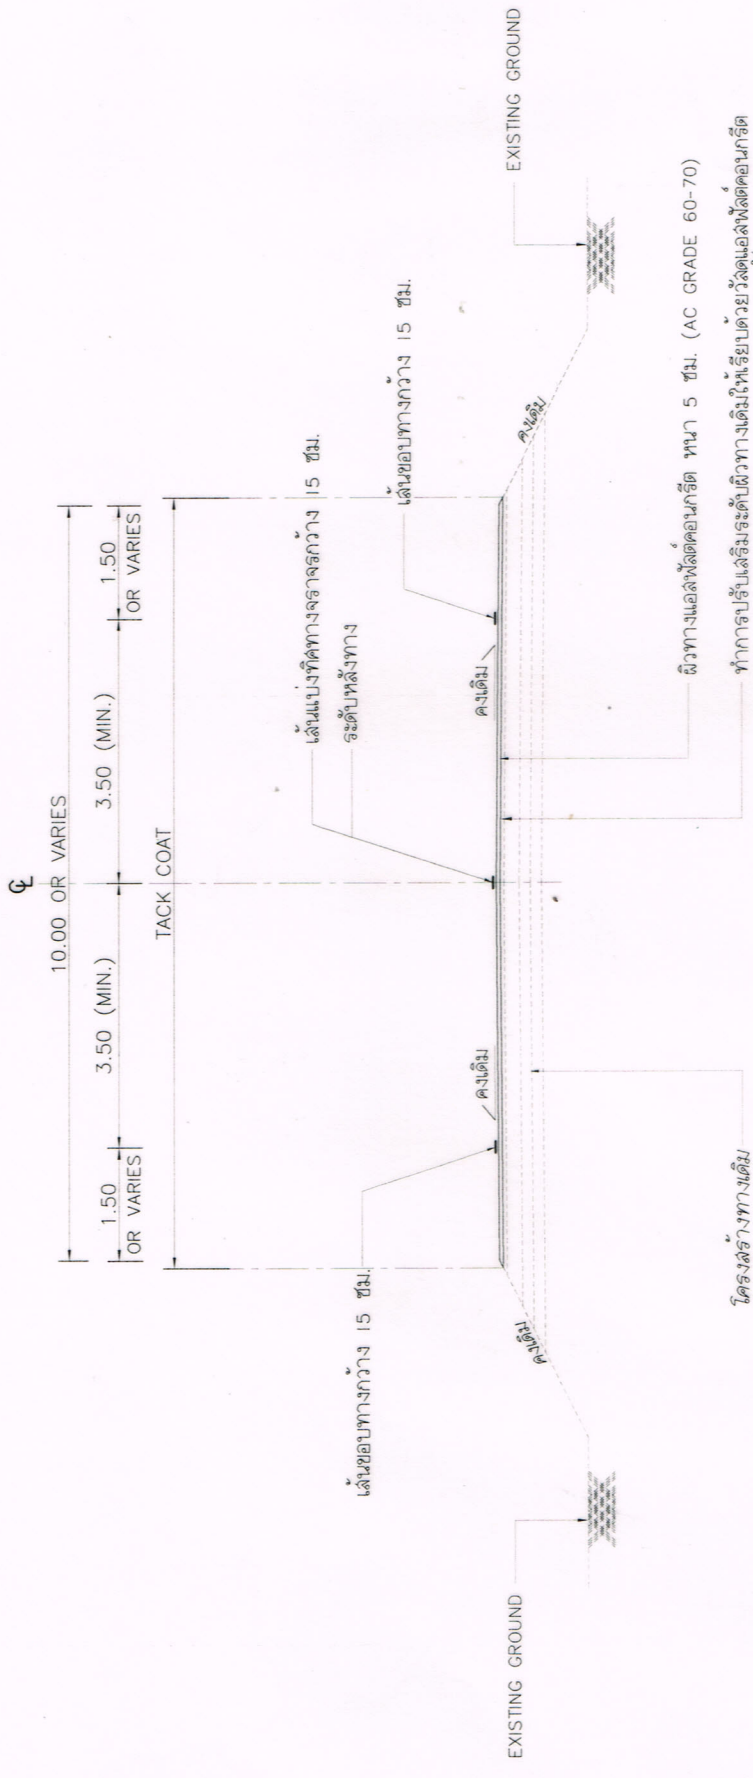 ℄
10.00 OR VARIES
1.50
OR VARIES
3.50 (MIN.)
3.50 (MIN.)
1.50
OR VARIES
TACK COAT
เส้นแบ่งทิศทางจราจรกว้าง 15 ซม.
ระดับหลังทาง
เส้นขอบทางกว้าง 15 ซม.
เส้นขอบทางกว้าง 15 ซม.
คงเดิม
คงเดิม
คงเดิม
คงเดิม
EXISTING GROUND
EXISTING GROUND
ผิวทางแอสฟัลต์คอนกรีต หนา 5 ซม. (AC GRADE 60-70)
ทำการปรับเสริมระดับผิวทางเดิมให้เรียบด้วยวัสดุแอสฟัลต์คอนกรีต
โครงสร้างทางเดิม